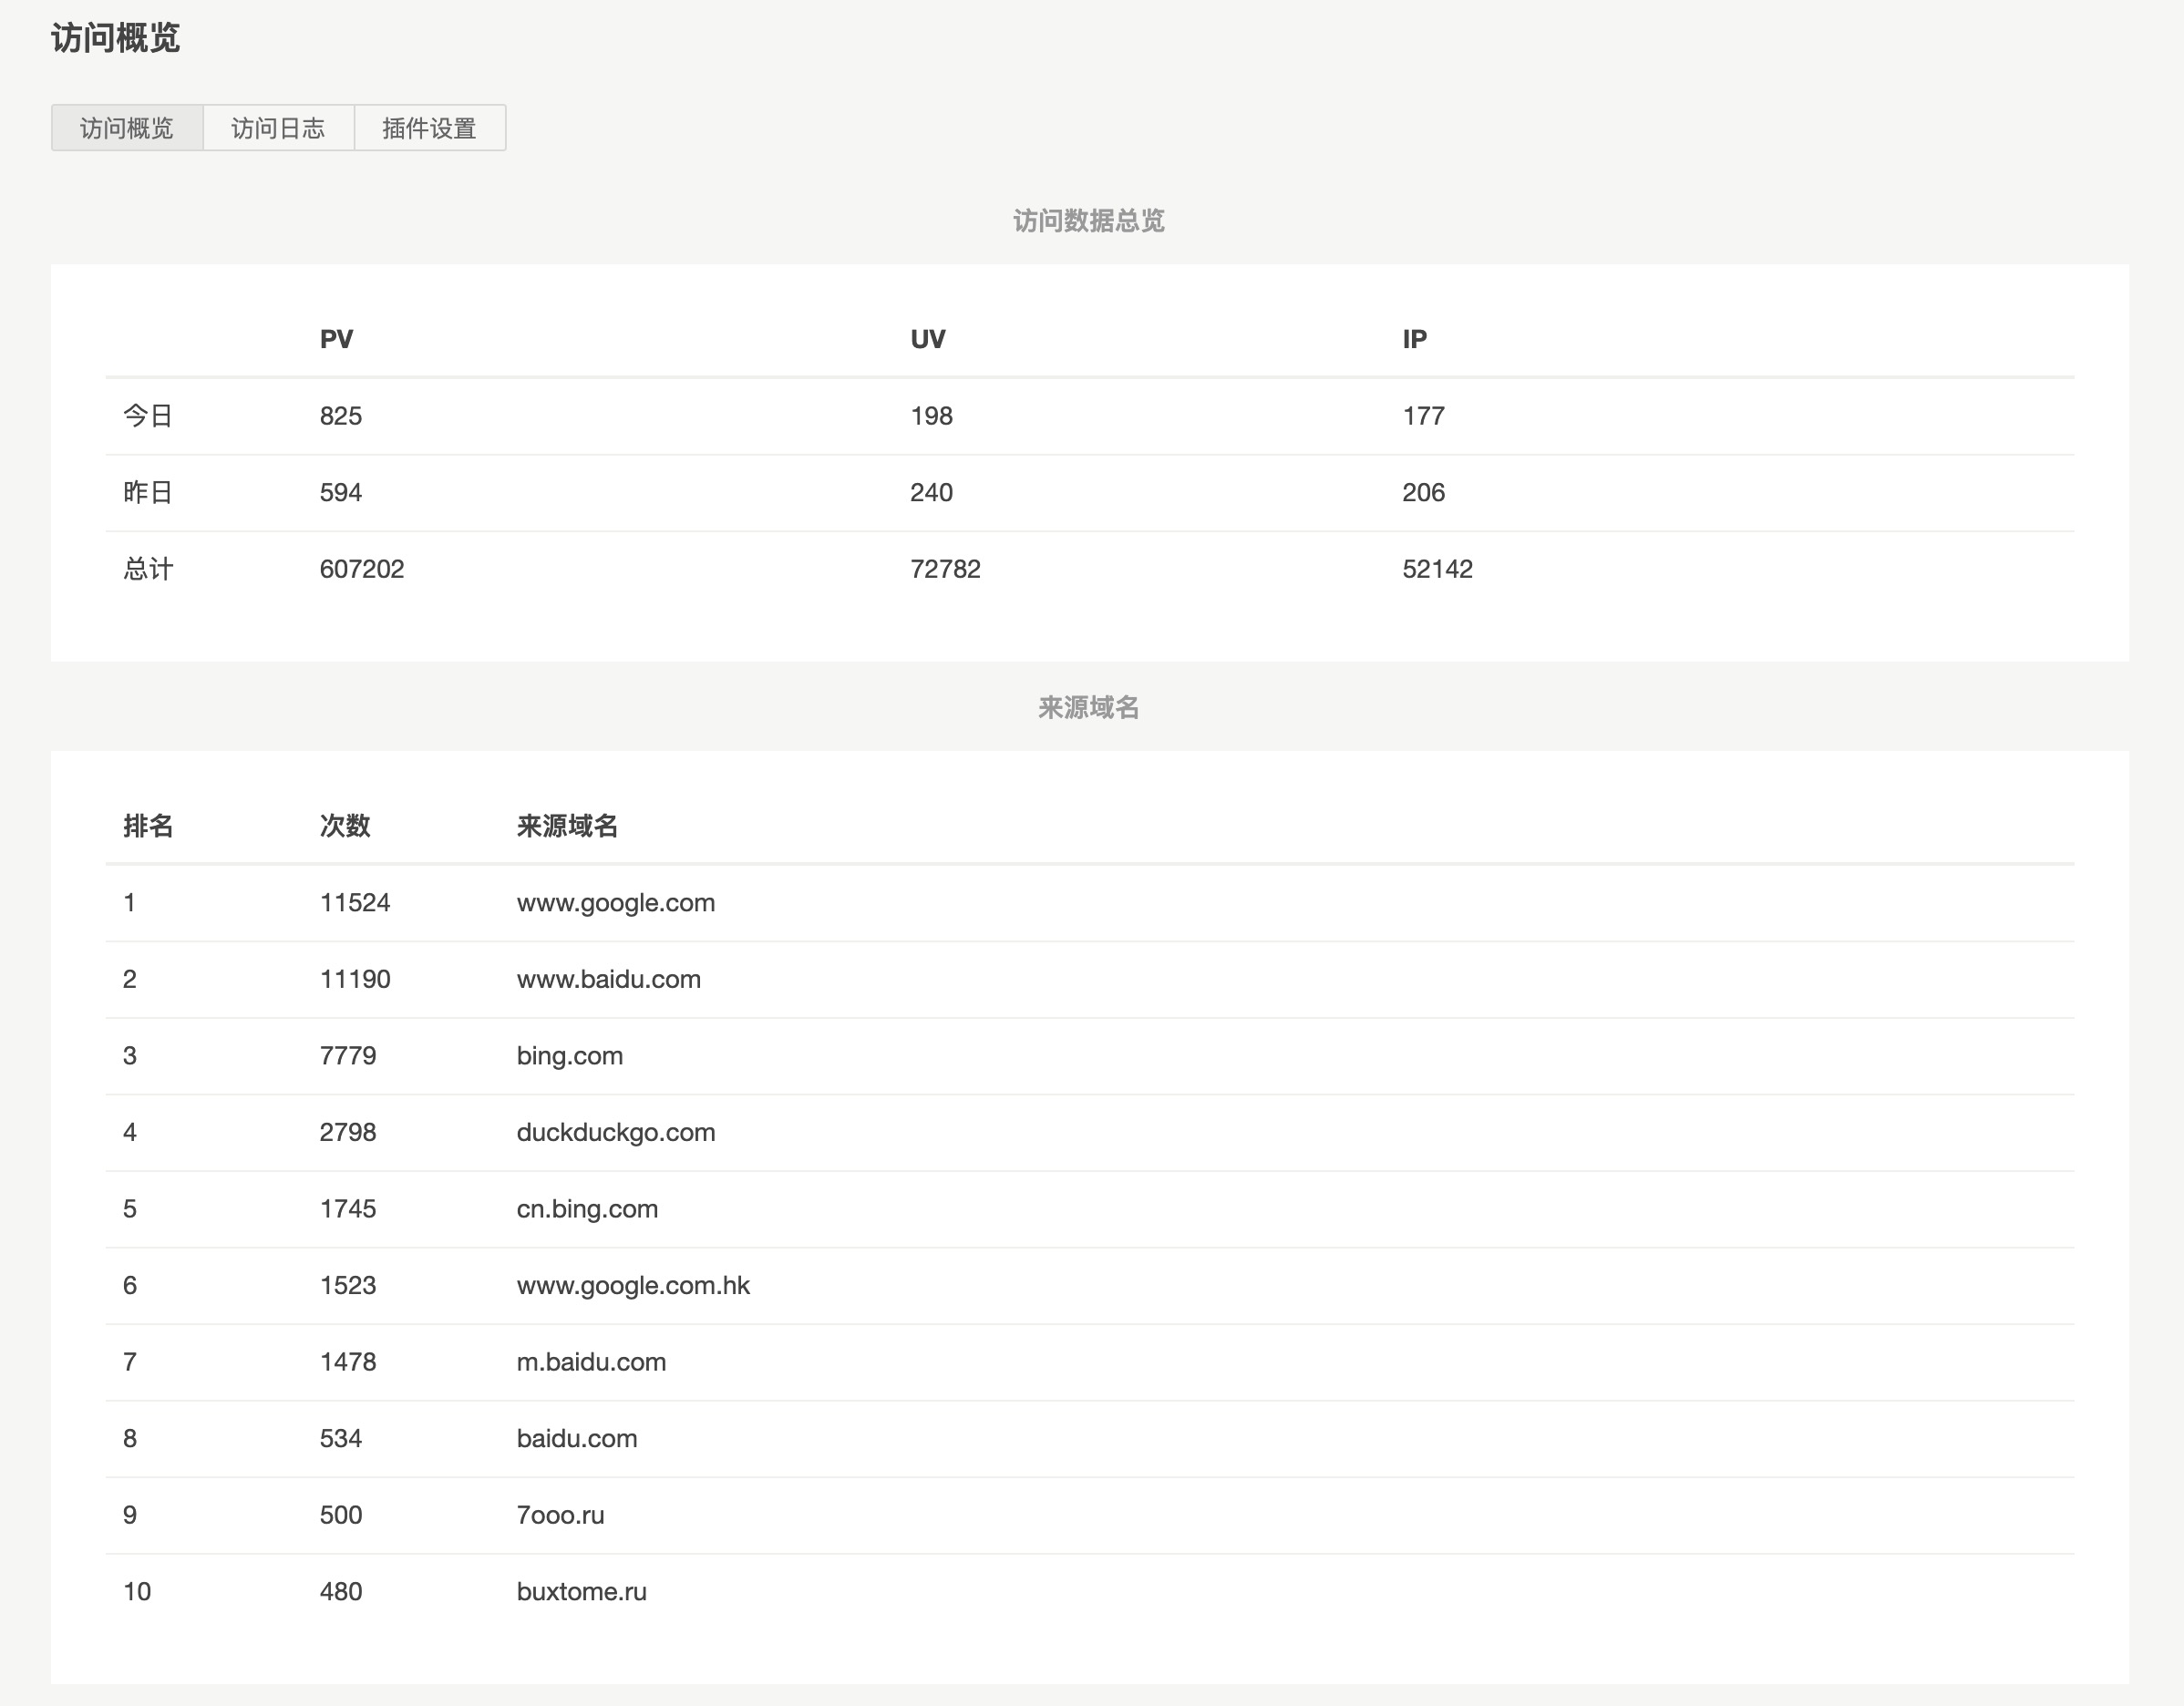 访问概览
访问概览 访问日志 插件设置
访问数据总览
PV UV IP
今日 825 198 177
昨日 594 240 206
总计 607202 72782 52142
来源域名
排名 次数 来源域名
1 11524 www.google.com
2 11190 www.baidu.com
3 7779 bing.com
4 2798 duckduckgo.com
5 1745 cn.bing.com
6 1523 www.google.com.hk
7 1478 m.baidu.com
8 534 baidu.com
9 500 7ooo.ru
10 480 buxtome.ru